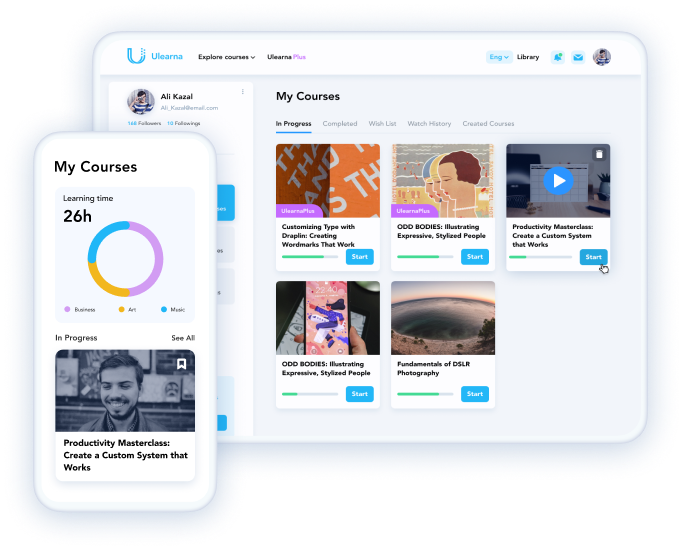 Ulearna
Explore courses
Ulearna Plus
Eng
Library
Ali Kazal
Ali_Kazal@email.com
168 Followers
10 Followings
My Courses
In Progress
Completed
Wish List
Watch History
Created Courses
UlearnaPlus
Customizing Type with
Draplin: Creating
Wordmarks That Work
Start
UlearnaPlus
ODD BODIES: Illustrating
Expressive, Stylized People
Start
Productivity Masterclass:
Create a Custom System
that Works
Start
ODD BODIES: Illustrating
Expressive, Stylized People
Start
Fundamentals of DSLR
Photography
Start
My Courses
Learning time
26h
Business
Art
Music
In Progress
See All
Productivity Masterclass:
Create a Custom System that
Works